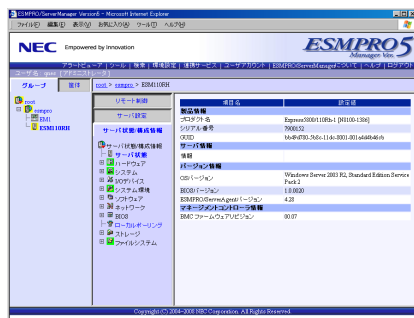 ESMPRO/ServerManager Version5 - Microsoft Internet Explorer
ファイル(F) 編集(E) 表示(V) お気に入り(A) ツール(T) ヘルプ(H)
NEC Empowered by Innovation
ESMPRO5
Manager Ver.
アラートビューア | ツール | 検索 | 環境設定 | 連携サービス | ユーザアカウント | ESMPRO/ServerManagerについて | ヘルプ | ログアウト
グループ 筐体
root > esmpro > ESM110RH
root
esmpro
EM1
ESM110RH
リモート制御
サーバ設定
サーバ状態/構成情報
サーバ状態/構成情報
サーバ状態
ハードウェア
システム
I/Oデバイス
システム環境
ソフトウェア
ネットワーク
BIOS
ローカルポーリング
ストレージ
ファイルシステム
項目名 設定値
製品情報
プロダクト名 Express5800/110Rh-1 [N8100-1386]
シリアル番号 7900152
GUID
サーバ情報
情報
バージョン情報
OSバージョン Windows Server 2003 R2, Standard Edition Service Pack 2
BIOSバージョン 1.0.0020
ESMPRO/ServerAgentバージョン 4.28
マネージメントコントローラ情報
BMC ファームウェアリビジョン 00.07
Copyright (C) 2004-2008 NEC Corporation. All Rights Reserved.